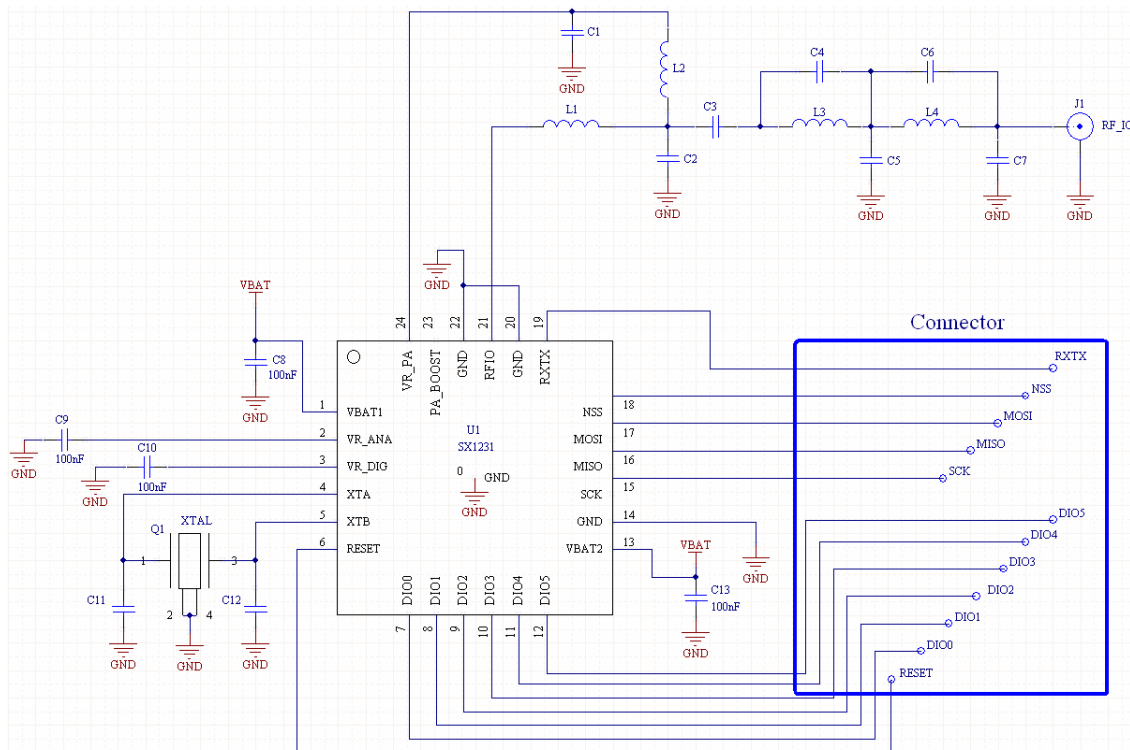 C1
GND
L2
C4
C6
L1
C3
L3
L4
J1
RF_IO
C2
C5
C7
GND
GND
GND
GND
GND
VBAT
24
23
22
21
20
19
Connector
C8
100nF
VR_PA
PA_BOOST
GND
RFIO
GND
RXTX
RXTX
GND
1
VBAT1
NSS
18
NSS
C9
2
VR_ANA
U1
SX1231
MOSI
17
MOSI
100nF
GND
C10
3
VR_DIG
0
GND
MISO
16
MISO
100nF
GND
4
XTA
GND
SCK
15
SCK
Q1
XTAL
5
XTB
GND
14
DIO5
6
RESET
VBAT2
13
VBAT
DIO4
1
3
GND
DIO3
C11
C12
2
4
DIO0
DIO1
DIO2
DIO3
DIO4
DIO5
C13
100nF
DIO2
DIO1
7
8
9
10
11
12
GND
GND
GND
GND
DIO0
RESET